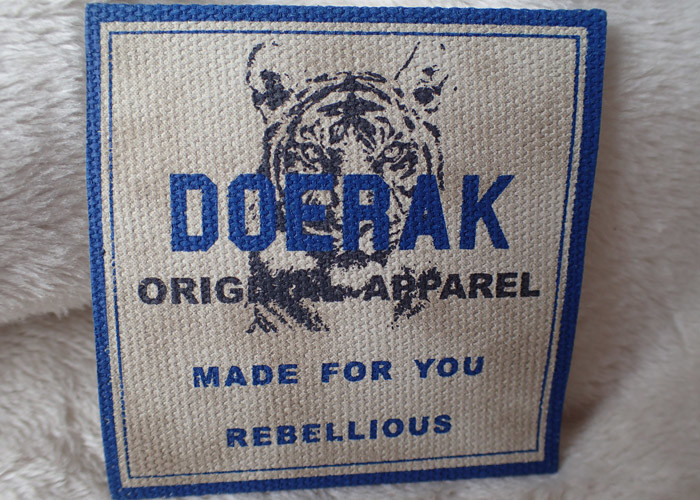 DOERAK
ORIGINAL APPAREL
MADE FOR YOU
REBELLIOUS